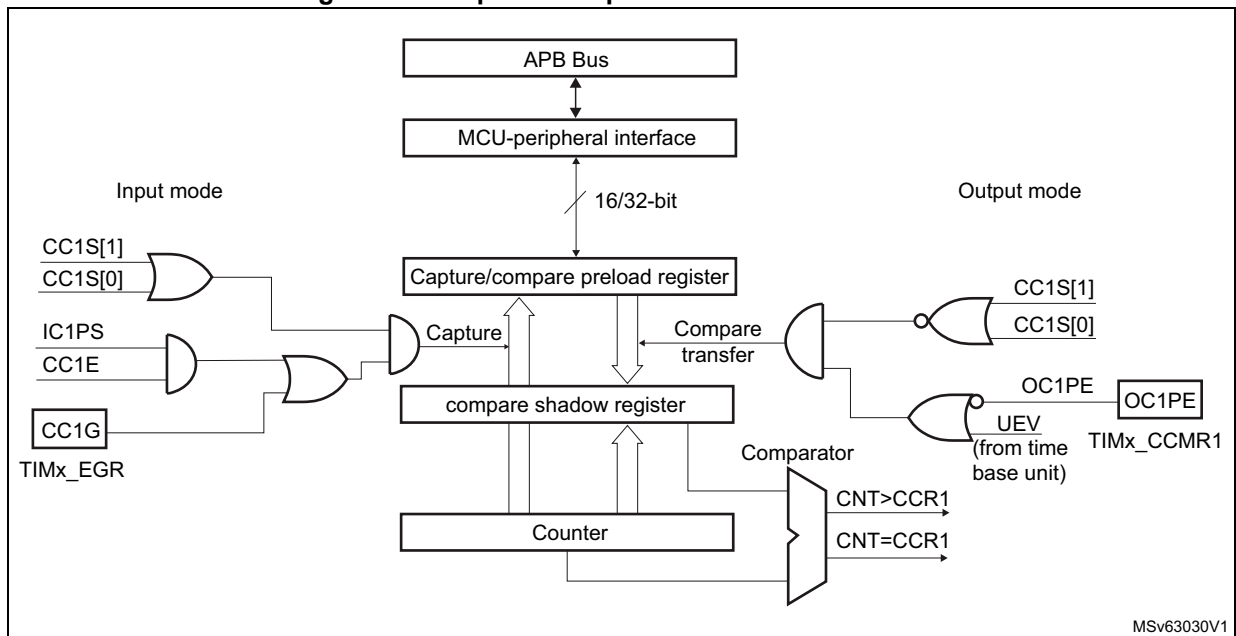 APB Bus
MCU-peripheral interface
Input mode
16/32-bit
Output mode
CC1S[1]
CC1S[0]
Capture/compare preload register
CC1S[1]
CC1S[0]
IC1PS
CC1E
Capture
Compare
transfer
CC1G
TIMx_EGR
compare shadow register
OC1PE
OC1PE
UEV
(from time
base unit)
TIMx_CCMR1
Comparator
CNT>CCR1
Counter
CNT=CCR1
MSv63030V1